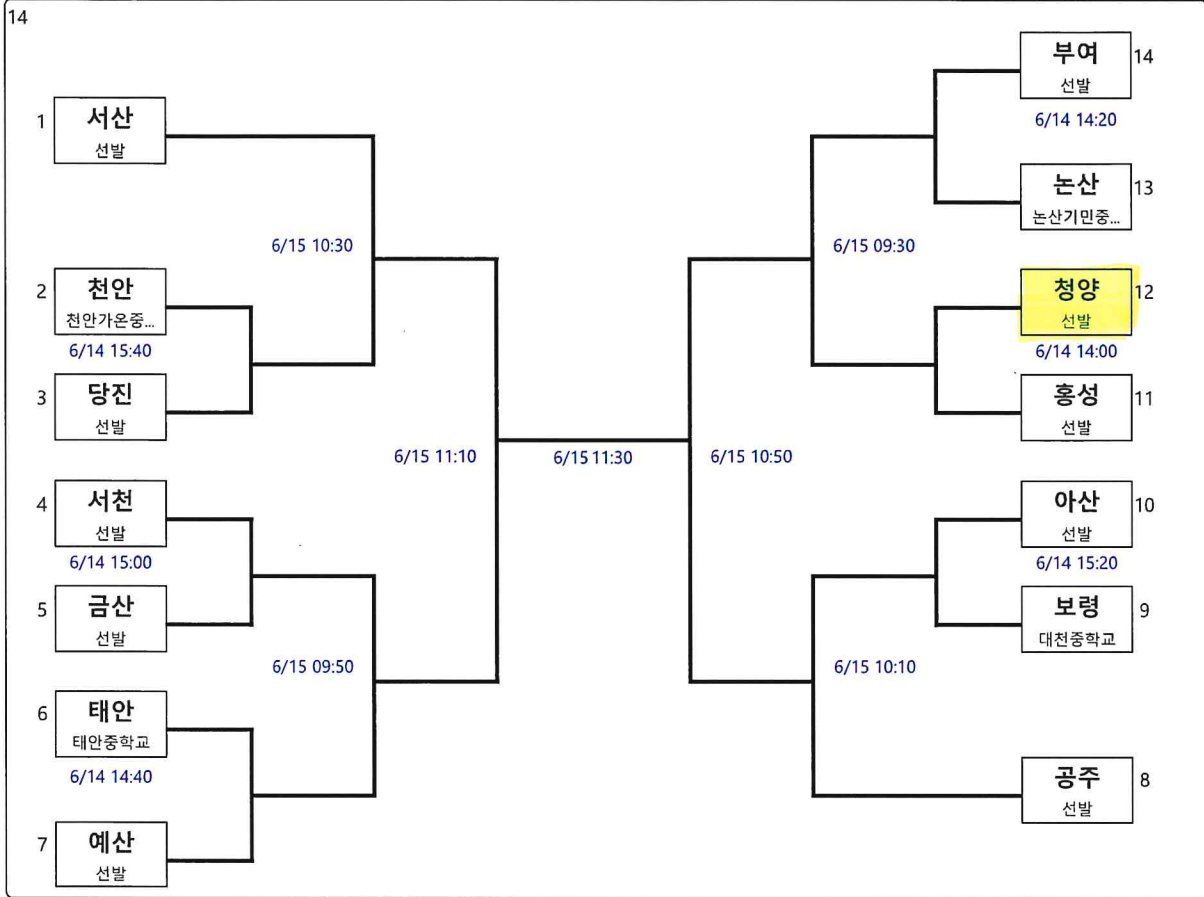 14
1
서산
선발
6/15 10:30
2
천안
천안가온중...
6/14 15:40
3
당진
선발
6/15 11:10
4
서천
선발
6/14 15:00
5
금산
선발
6/15 09:50
6
태안
태안중학교
6/14 14:40
7
예산
선발
6/15 11:30
부여
14
선발
6/14 14:20
논산
13
논산기민중...
6/15 09:30
청양
12
선발
6/14 14:00
홍성
11
선발
6/15 10:50
아산
10
선발
6/14 15:20
보령
9
대천중학교
6/15 10:10
공주
8
선발